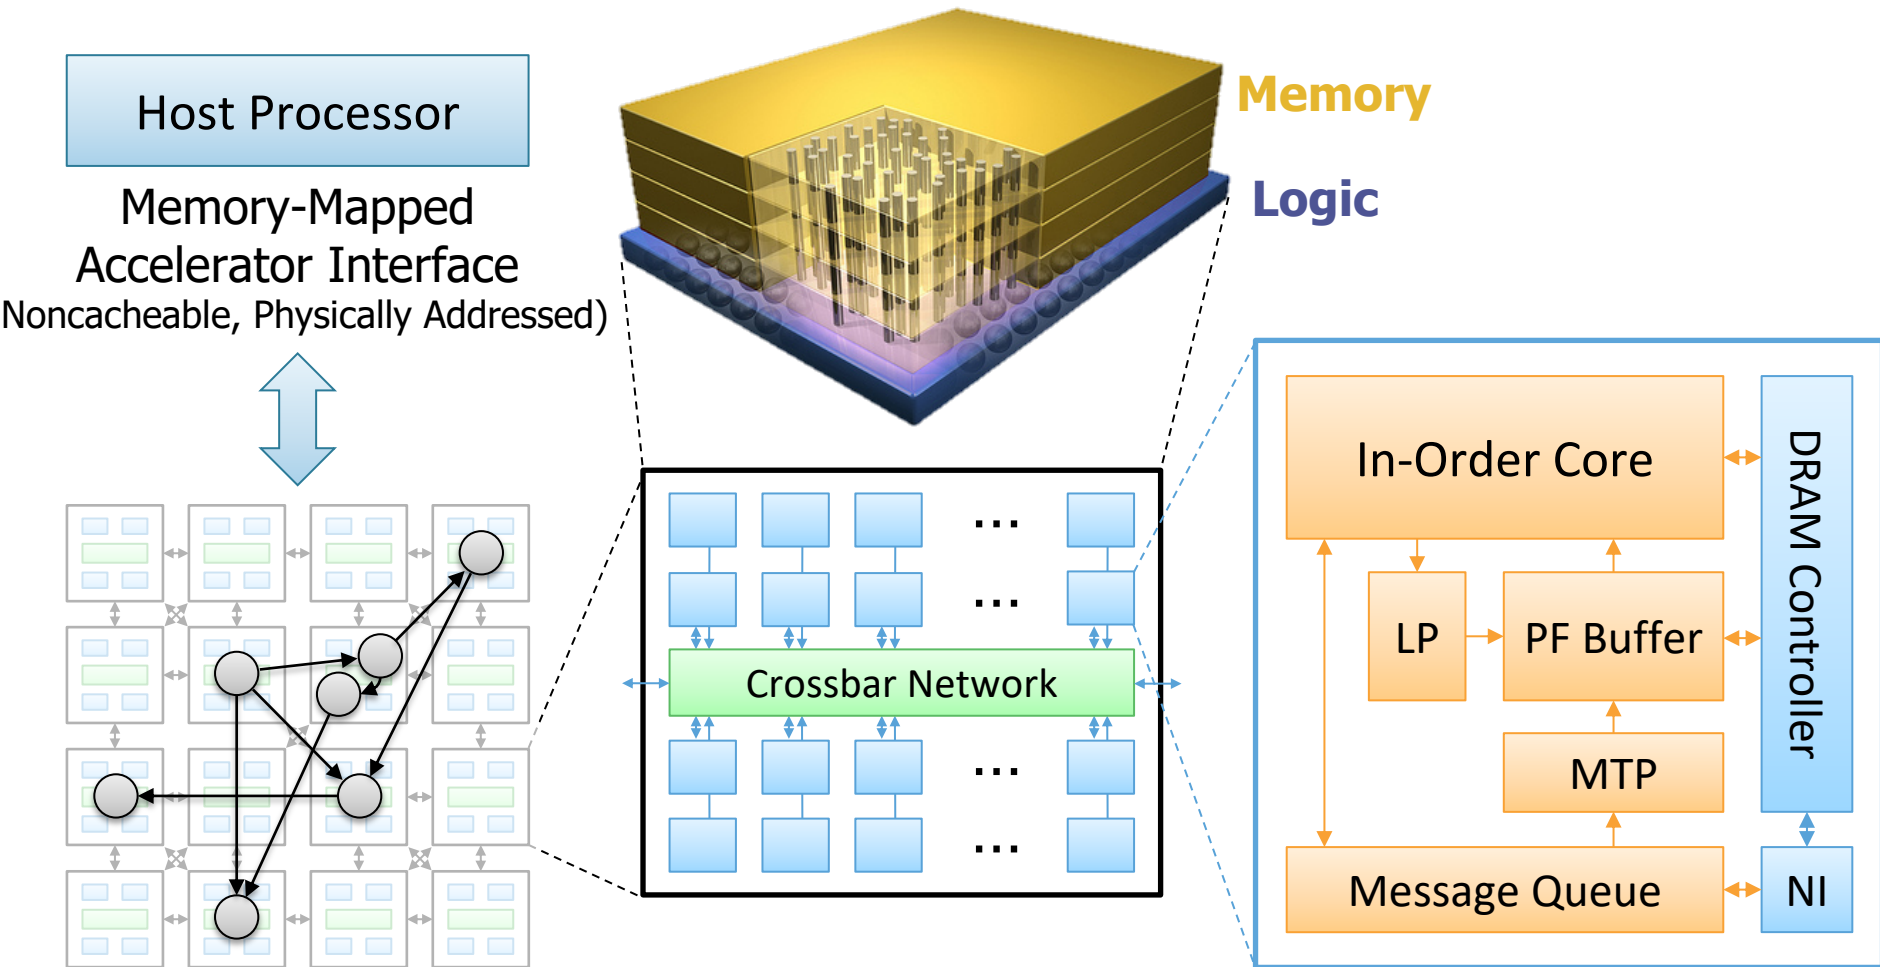 Host Processor
Memory-Mapped
Accelerator Interface
Noncacheable, Physically Addressed)
Memory
Logic
...
...
Crossbar Network
...
...
In-Order Core
LP
PF Buffer
MTP
Message Queue
DRAM Controller
NI